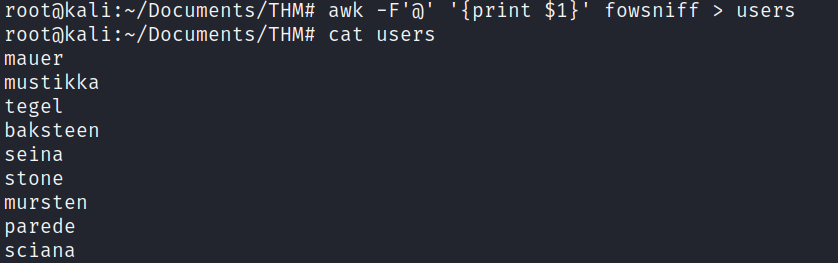 root@kali:~/Documents/THM# awk -F'@' '{print $1}' fowsniff > users
root@kali:~/Documents/THM# cat users
mauer
mustikka
tegel
baksteen
seina
stone
mursten
parede
sciana